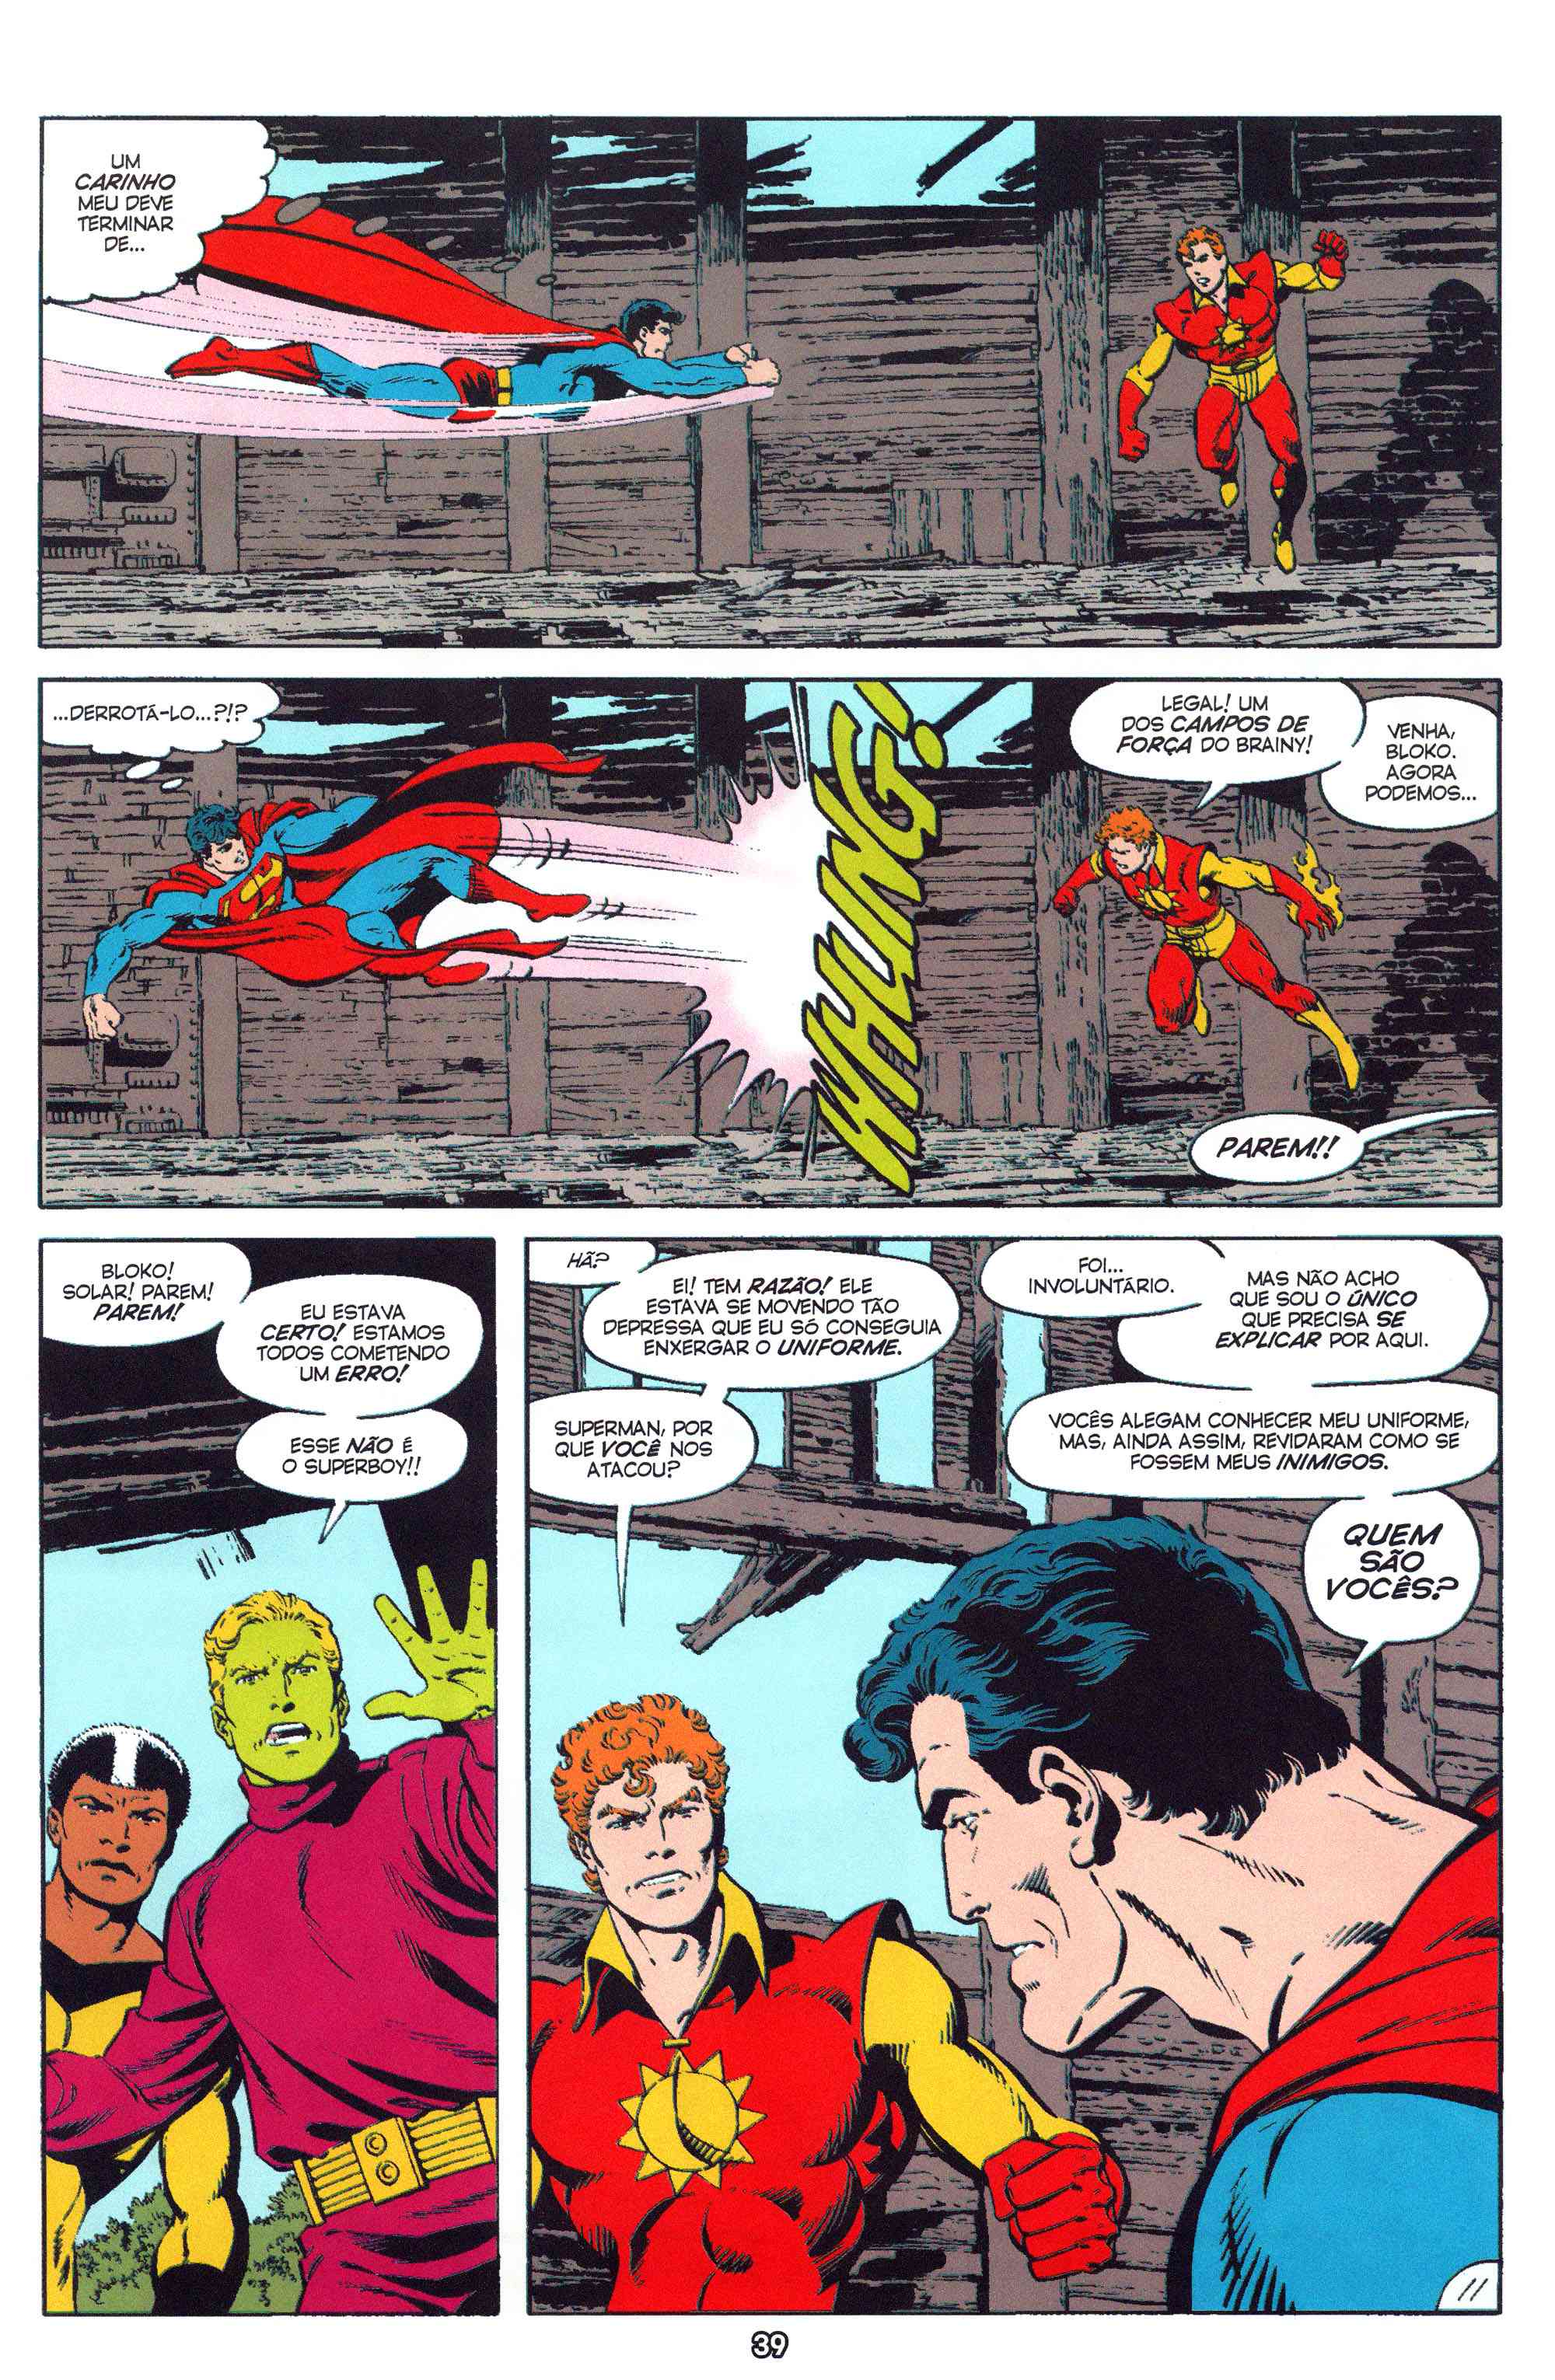 UM
CARINHO
MEU DEVE
TERMINAR
DE...
...DERROTÁ-LO...?!?
WHUNG!
LEGAL! UM
DOS CAMPOS DE
FORÇA DO BRAINY!
VENHA,
BLOKO.
AGORA
PODEMOS...
PAREM!!
BLOKO!
SOLAR! PAREM!
PAREM!
EU ESTAVA
CERTO! ESTAMOS
TODOS COMETENDO
UM ERRO!
ESSE NÃO É
O SUPERBOY!!
HÃ?
EI! TEM RAZÃO! ELE
ESTAVA SE MOVENDO TÃO
DEPRESSA QUE EU SÓ CONSEGUIA
ENXERGAR O UNIFORME.
SUPERMAN, POR
QUE VOCÊ NOS
ATACOU?
FOI...
INVOLUNTÁRIO.
MAS NÃO ACHO
QUE SOU O ÚNICO
QUE PRECISA SE
EXPLICAR POR AQUI.
VOCÊS ALEGAM CONHECER MEU UNIFORME,
MAS, AINDA ASSIM, REVIDARAM COMO SE
FOSSEM MEUS INIMIGOS.
QUEM
SÃO
VOCÊS?
11
39